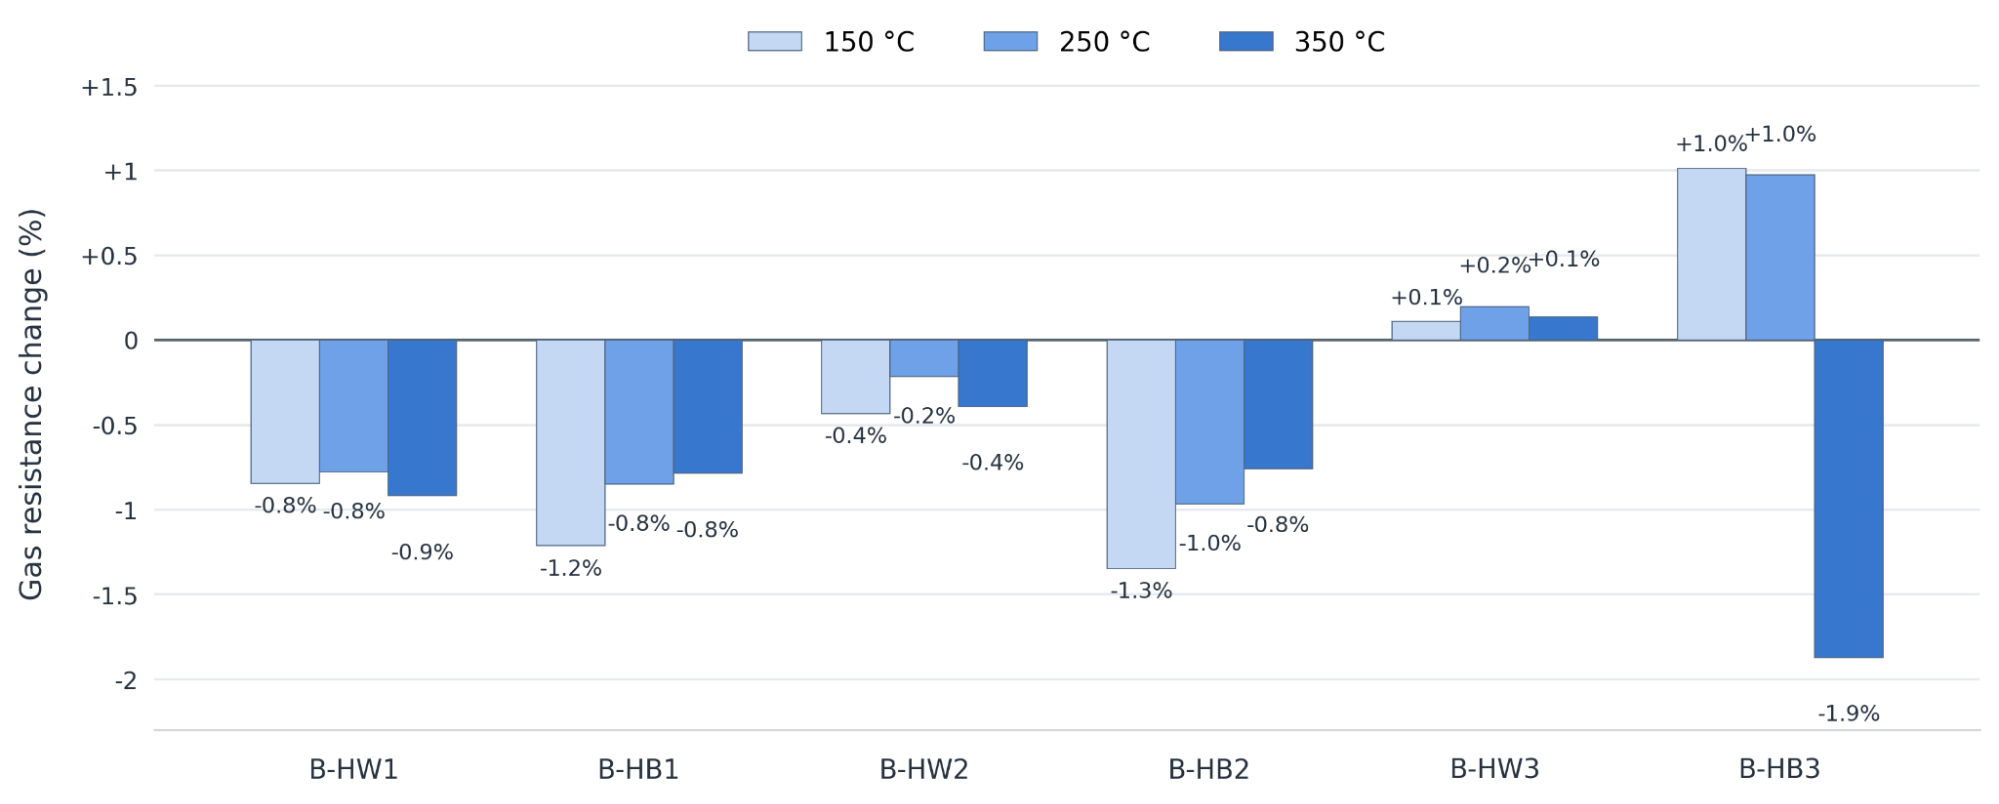 150 °C 250 °C 350 °C
Gas resistance change (%)
+1.5
+1
+0.5
0
-0.5
-1
-1.5
-2
-0.8% -0.8% -0.9%
-1.2% -0.8% -0.8%
-0.4% -0.2% -0.4%
-1.3% -1.0% -0.8%
+0.1% +0.2% +0.1%
+1.0% +1.0% -1.9%
B-HW1 B-HB1 B-HW2 B-HB2 B-HW3 B-HB3